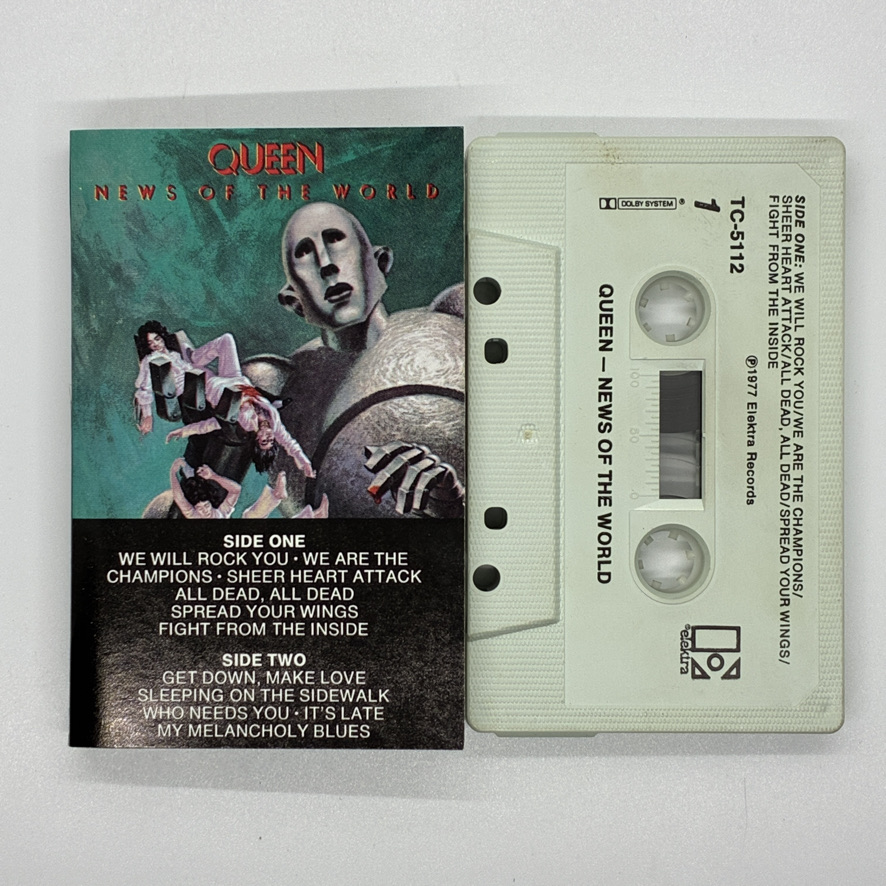 QUEEN
NEWS OF THE WORLD
SIDE ONE
WE WILL ROCK YOU • WE ARE THE
CHAMPIONS • SHEER HEART ATTACK
ALL DEAD, ALL DEAD
SPREAD YOUR WINGS
FIGHT FROM THE INSIDE
SIDE TWO
GET DOWN, MAKE LOVE
SLEEPING ON THE SIDEWALK
WHO NEEDS YOU • IT'S LATE
MY MELANCHOLY BLUES
SIDE ONE: WE WILL ROCK YOU/WE ARE THE CHAMPIONS/
SHEER HEART ATTACK/ALL DEAD, ALL DEAD/SPREAD YOUR WINGS/
FIGHT FROM THE INSIDE
℗1977 Elektra Records
TC-5112
1
DOLBY SYSTEM ®
QUEEN — NEWS OF THE WORLD
100 50 0
elektra